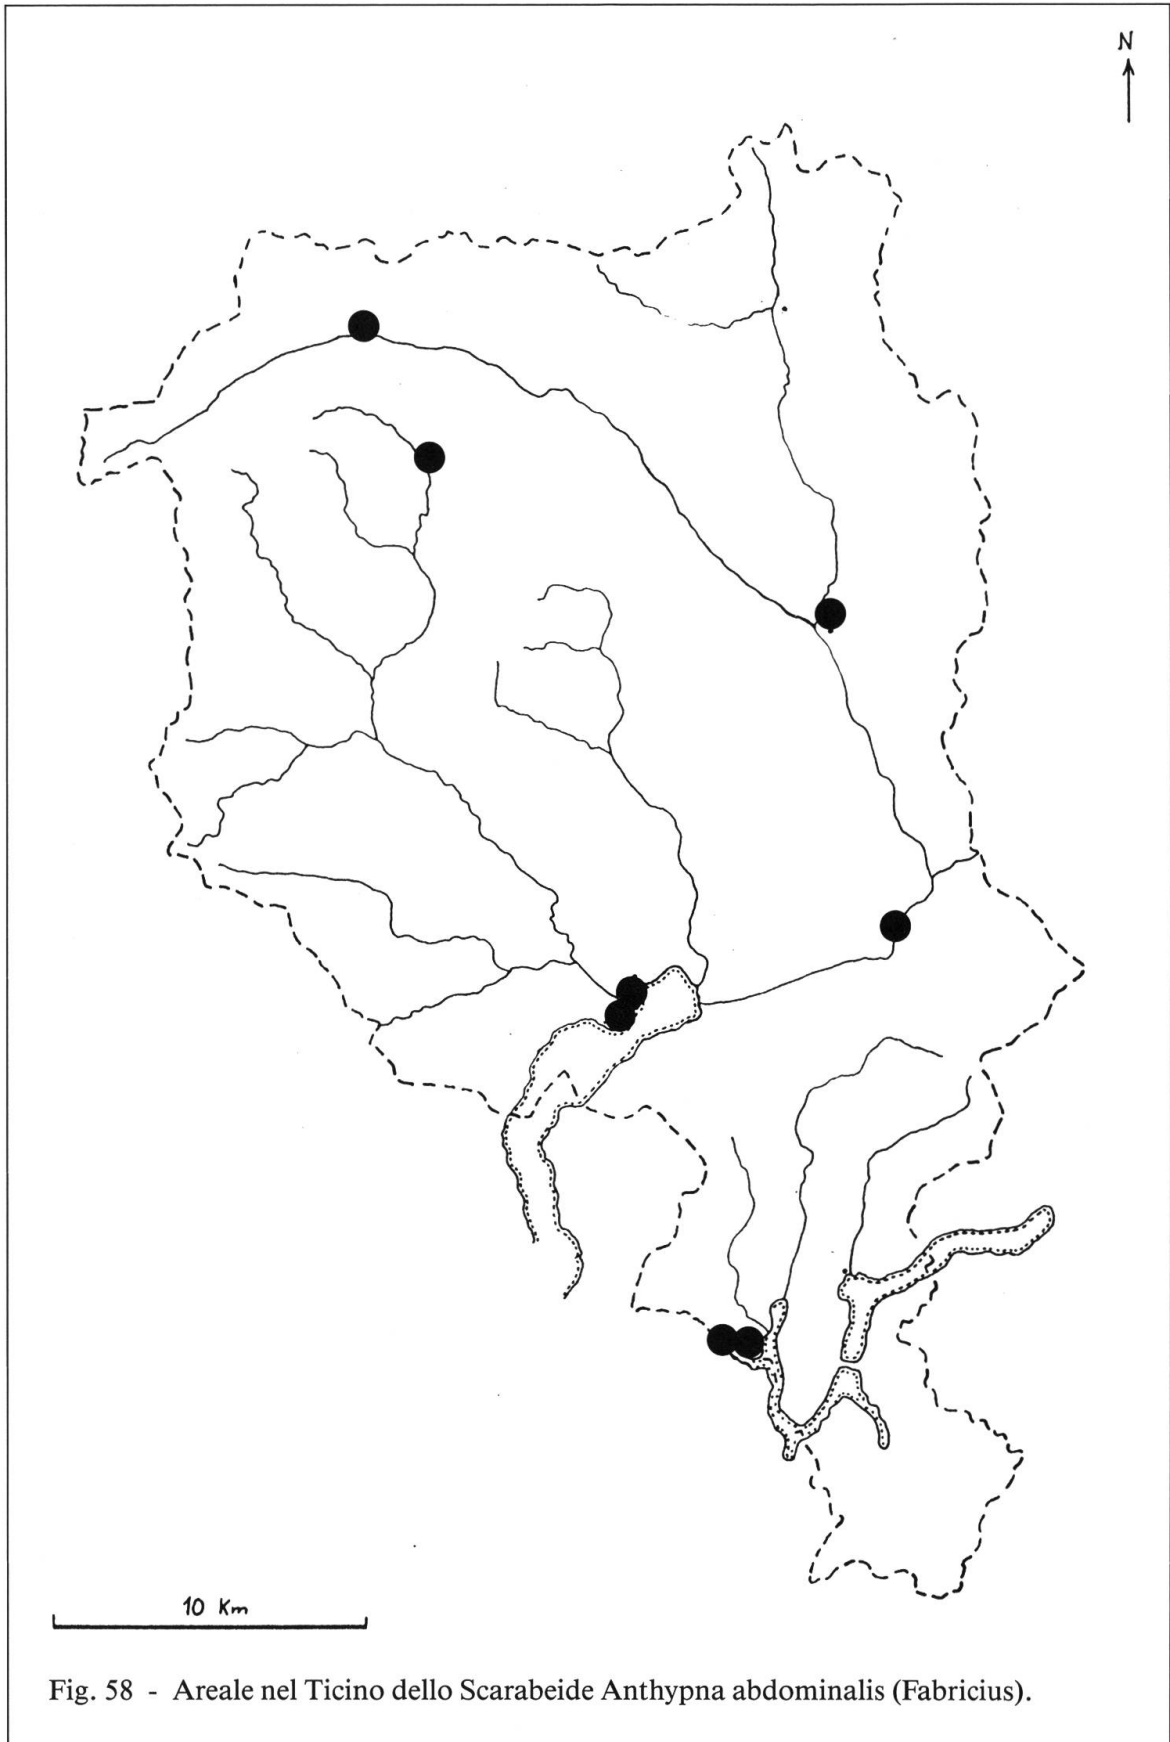 N
10 Km
Fig. 58 - Areale nel Ticino dello Scarabeide Anthypna abdominalis (Fabricius).